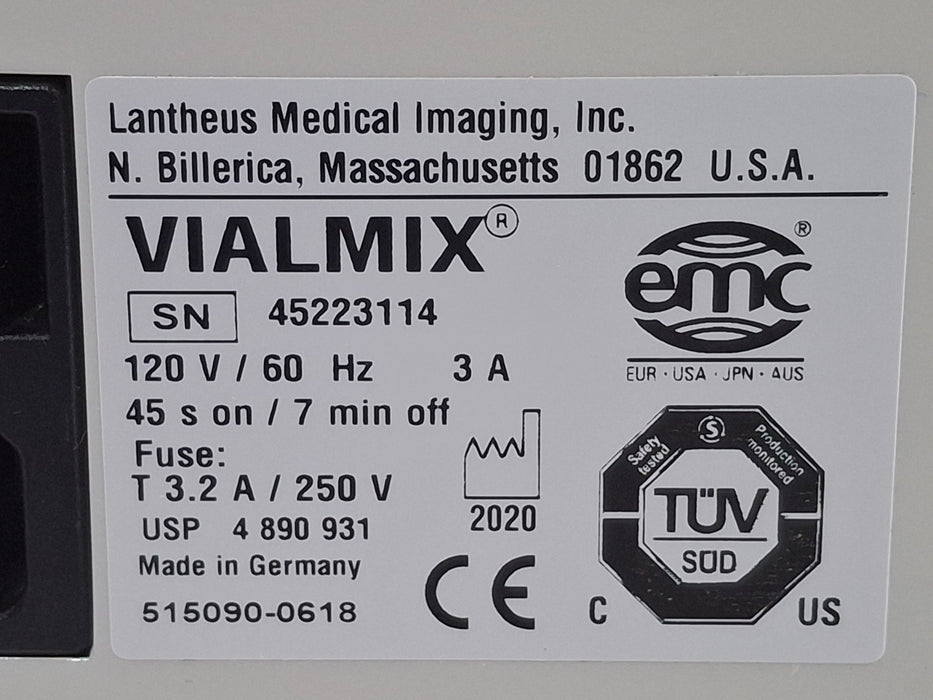 Lantheus Medical Imaging, Inc.
N. Billerica, Massachusetts 01862 U.S.A.
VIALMIX®
SN 45223114
120 V / 60 Hz 3 A
45 s on / 7 min off
Fuse:
T 3.2 A / 250 V
USP 4 890 931
Made in Germany
515090-0618
2020
CE
emc®
EUR · USA · JPN · AUS
Safety tested
S
Production monitored
TÜV
SÜD
C US